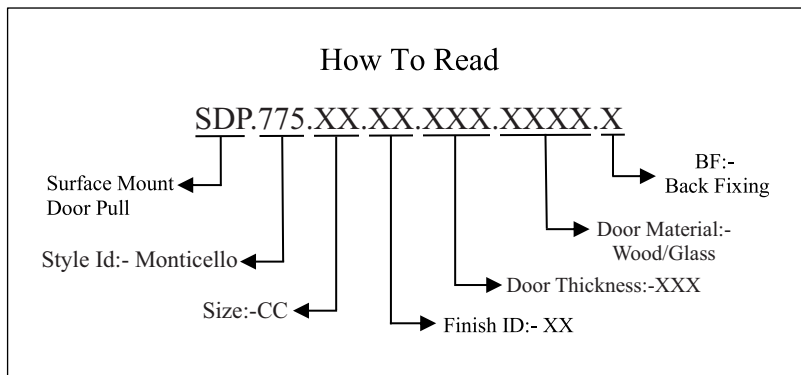 How To Read
SDP.775.XX.XX.XXX.XXXX.X
Surface Mount
Door Pull
BF:-
Back Fixing
Style Id:- Monticello
Door Material:-
Wood/Glass
Size:-CC
Door Thickness:-XXX
Finish ID:- XX